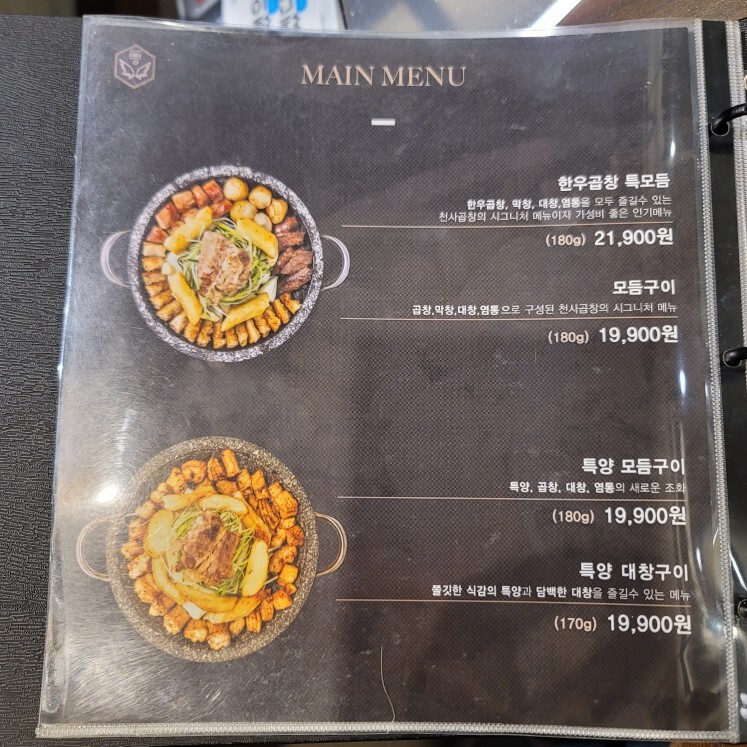 MAIN MENU
한우곱창 특모듬
한우곱창, 막창, 대창,염통을 모두 즐길수 있는
천사곱창의 시그니처 메뉴이자 가성비 좋은 인기메뉴
(180g) 21,900원
모듬구이
곱창,막창,대창,염통으로 구성된 천사곱창의 시그니처 메뉴
(180g) 19,900원
특양 모듬구이
특양, 곱창, 대창, 염통의 새로운 조화
(180g) 19,900원
특양 대창구이
쫄깃한 식감의 특양과 담백한 대창을 즐길수 있는 메뉴
(170g) 19,900원